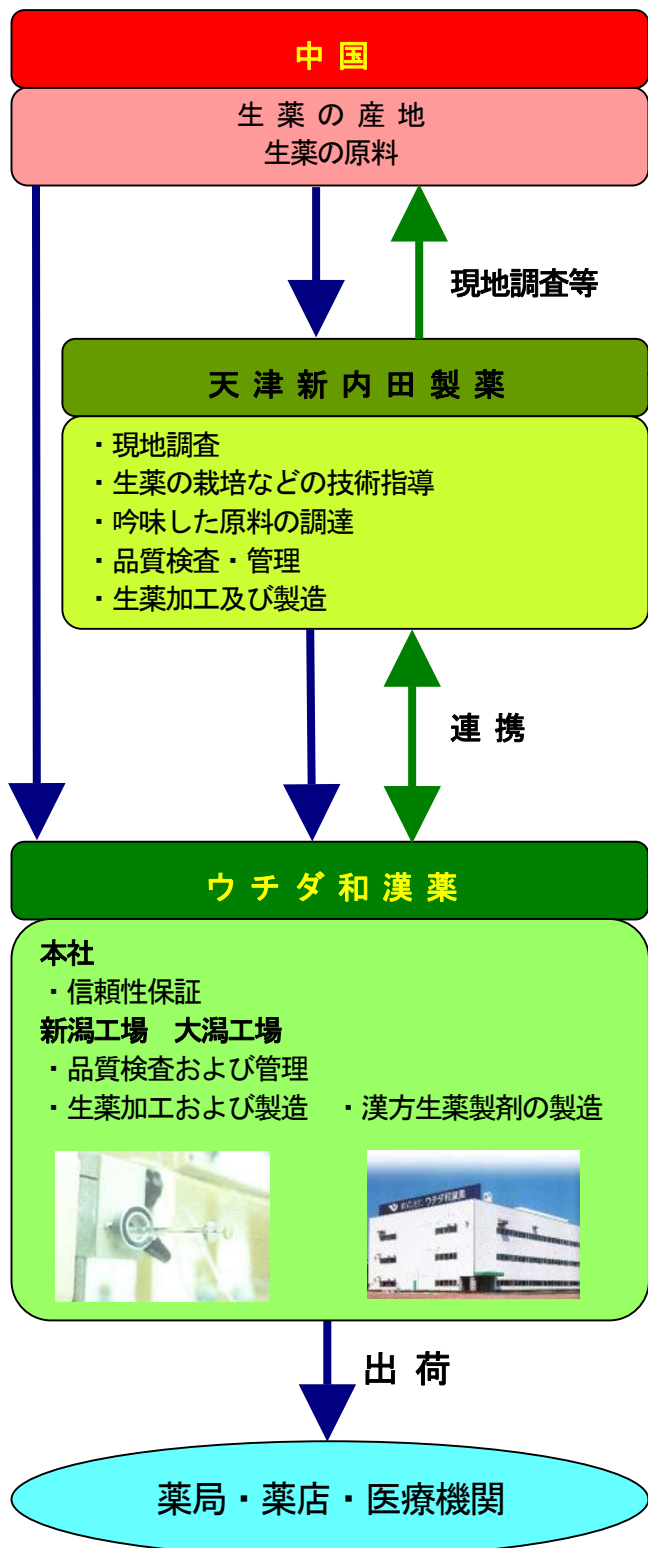 中国
生薬の産地
生薬の原料
現地調査等
天津新内田製薬
・現地調査
・生薬の栽培などの技術指導
・吟味した原料の調達
・品質検査・管理
・生薬加工及び製造
連携
ウチダ和漢薬
本社
・信頼性保証
新潟工場　大潟工場
・品質検査および管理
・生薬加工および製造　・漢方生薬製剤の製造
ウチダ和漢薬
出荷
薬局・薬店・医療機関